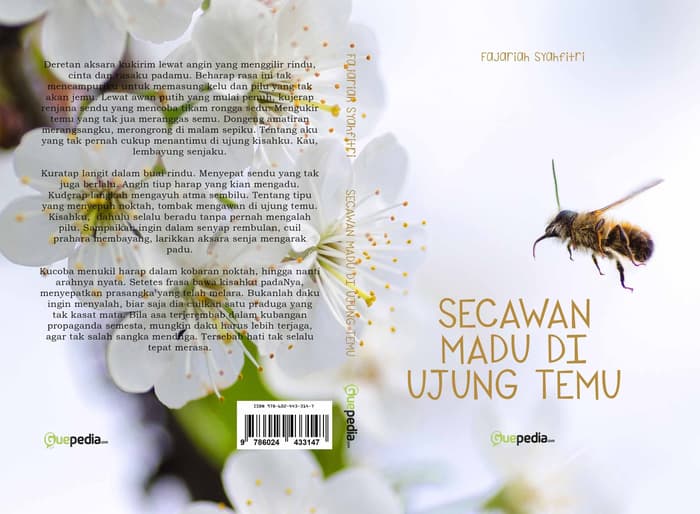 Deretan aksara kukirim lewat angin yang menggilir rindu,
cinta dan rasaku padamu. Beharap rasa ini tak
mencampuriku untuk memasung kelu dan pilu yang tak
akan jemu. Lewat awan putih yang mulai penuh, kujerap
renjana sendu yang mencoba tikam rongga sedu. Mengukir
temu yang tak jua meranggas semu. Dongeng amatiran
merangsangku, merongrong di malam sepiku. Tentang aku
yang tak pernah cukup menantimu di ujung kisahku. Kau,
lembayung senjaku.
Kuratap langit dalam buai rindu. Menyepat sendu yang tak
juga berlalu. Angin tiup harap yang kian mengadu.
Kuderap langkah mengayuh atma sembilu. Tentang tipu
yang menyepuh noktah, tombak mengawan di ujung temu.
Kisahku, dahulu selalu beradu tanpa pernah mengalah
pilu. Sampaikan ingin dalam senyap rembulan, cuil
prahara membayang, larikkan aksara senja mengarak
padu.
Kucoba menukil harap dalam kobaran noktah, hingga nanti
arahnya nyata. Setetes frasa bawa kisahku padaNya,
menyepatkan prasangka yang telah melara. Bukanlah daku
ingin menyalah, biar saja dia cuilkan satu praduga yang
tak kasat mata. Bila asa terjerembab dalam kubangan
propaganda semesta, mungkin daku harus lebih terjaga,
agar tak salah sangka menduga. Tersebab hati tak selalu
tepat merasa.
Guepedia.com
ISBN 978-602-443-314-7
9 786024 433147
Fajariah Syahfitri
SECAWAN MADU DI UJUNG TEMU
Guepedia.com
Fajariah Syahfitri
SECAWAN
MADU DI
UJUNG TEMU
Guepedia.com